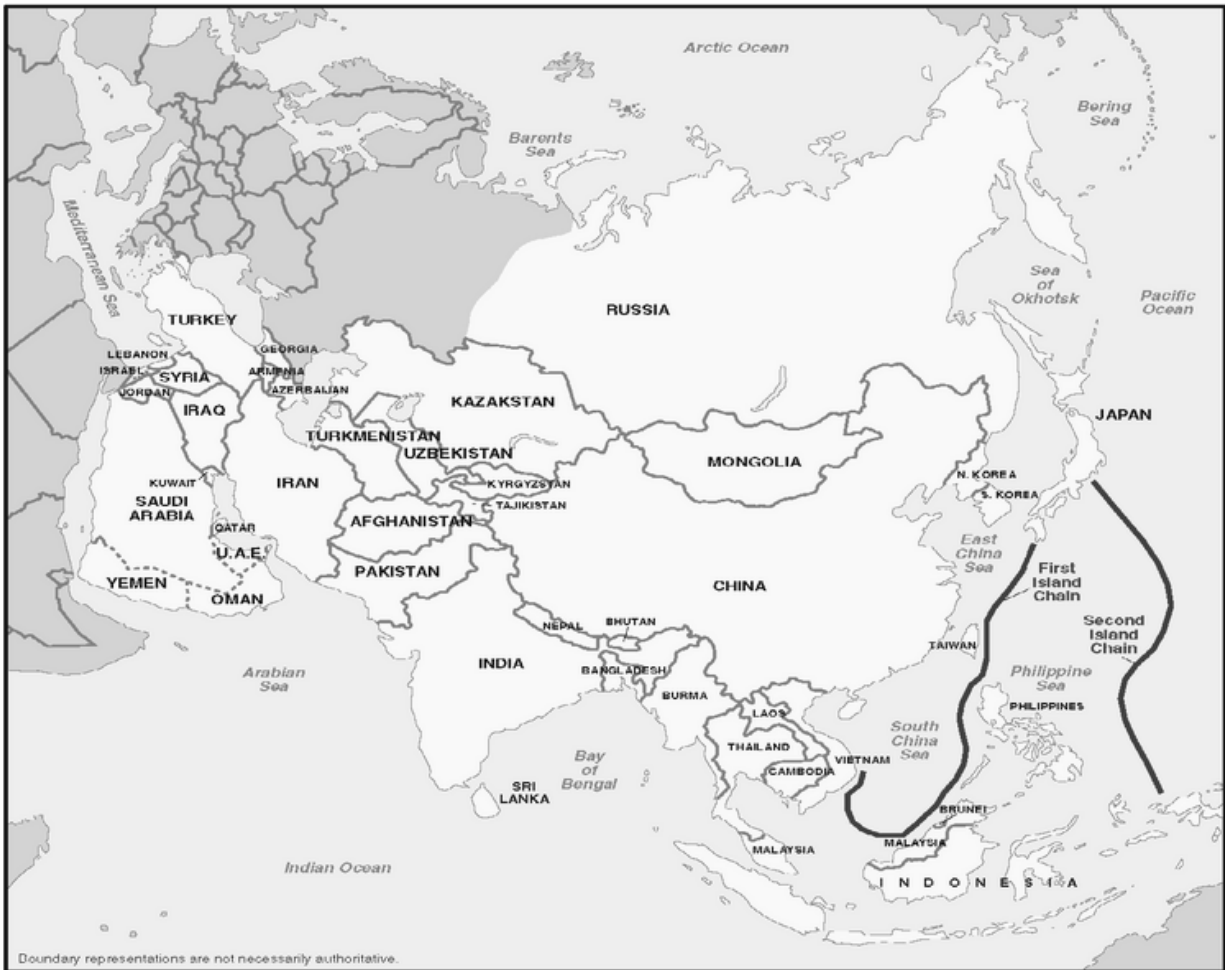 Arctic Ocean
Bering
Sea
Barents
Sea
Mediterranean Sea
Sea
of
Okhotsk
Pacific
Ocean
RUSSIA
TURKEY
GEORGIA
LEBANON
ARMENIA
ISRAEL
SYRIA
JORDAN
AZERBAIJAN
IRAQ
KAZAKSTAN
JAPAN
TURKMENISTAN
UZBEKISTAN
MONGOLIA
N. KOREA
S. KOREA
KUWAIT
IRAN
KYRGYZSTAN
TAJIKISTAN
SAUDI
ARABIA
QATAR
AFGHANISTAN
U.A.E.
East
China
Sea
PAKISTAN
First
Island
Chain
YEMEN
OMAN
CHINA
NEPAL
BHUTAN
Second
Island
Chain
TAIWAN
INDIA
BANGLADESH
Arabian
Sea
Philippine
Sea
BURMA
PHILIPPINES
LAOS
South
China
Sea
THAILAND
VIETNAM
CAMBODIA
Bay
of
Bengal
SRI
LANKA
BRUNEI
MALAYSIA
MALAYSIA
Indian Ocean
INDONESIA
Boundary representations are not necessarily authoritative.